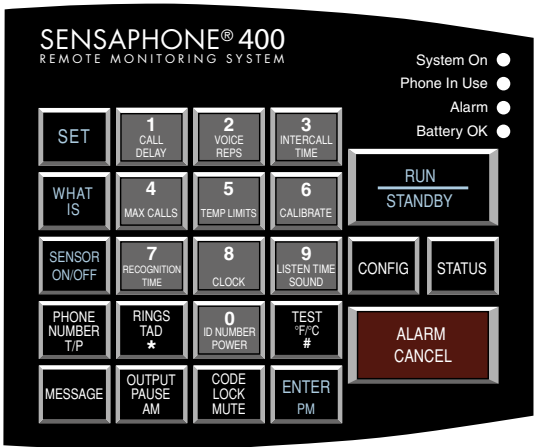 SENSAPHONE® 400
REMOTE MONITORING SYSTEM
System On
Phone In Use
Alarm
Battery OK
SET
1
CALL
DELAY
2
VOICE
REPS
3
INTERCALL
TIME
RUN
STANDBY
WHAT
IS
4
MAX CALLS
5
TEMP LIMITS
6
CALIBRATE
SENSOR
ON/OFF
7
RECOGNITION
TIME
8
CLOCK
9
LISTEN TIME
SOUND
CONFIG
STATUS
PHONE
NUMBER
T/P
RINGS
TAD
*
0
ID NUMBER
POWER
TEST
°F/°C
#
ALARM
CANCEL
MESSAGE
OUTPUT
PAUSE
AM
CODE
LOCK
MUTE
ENTER
PM